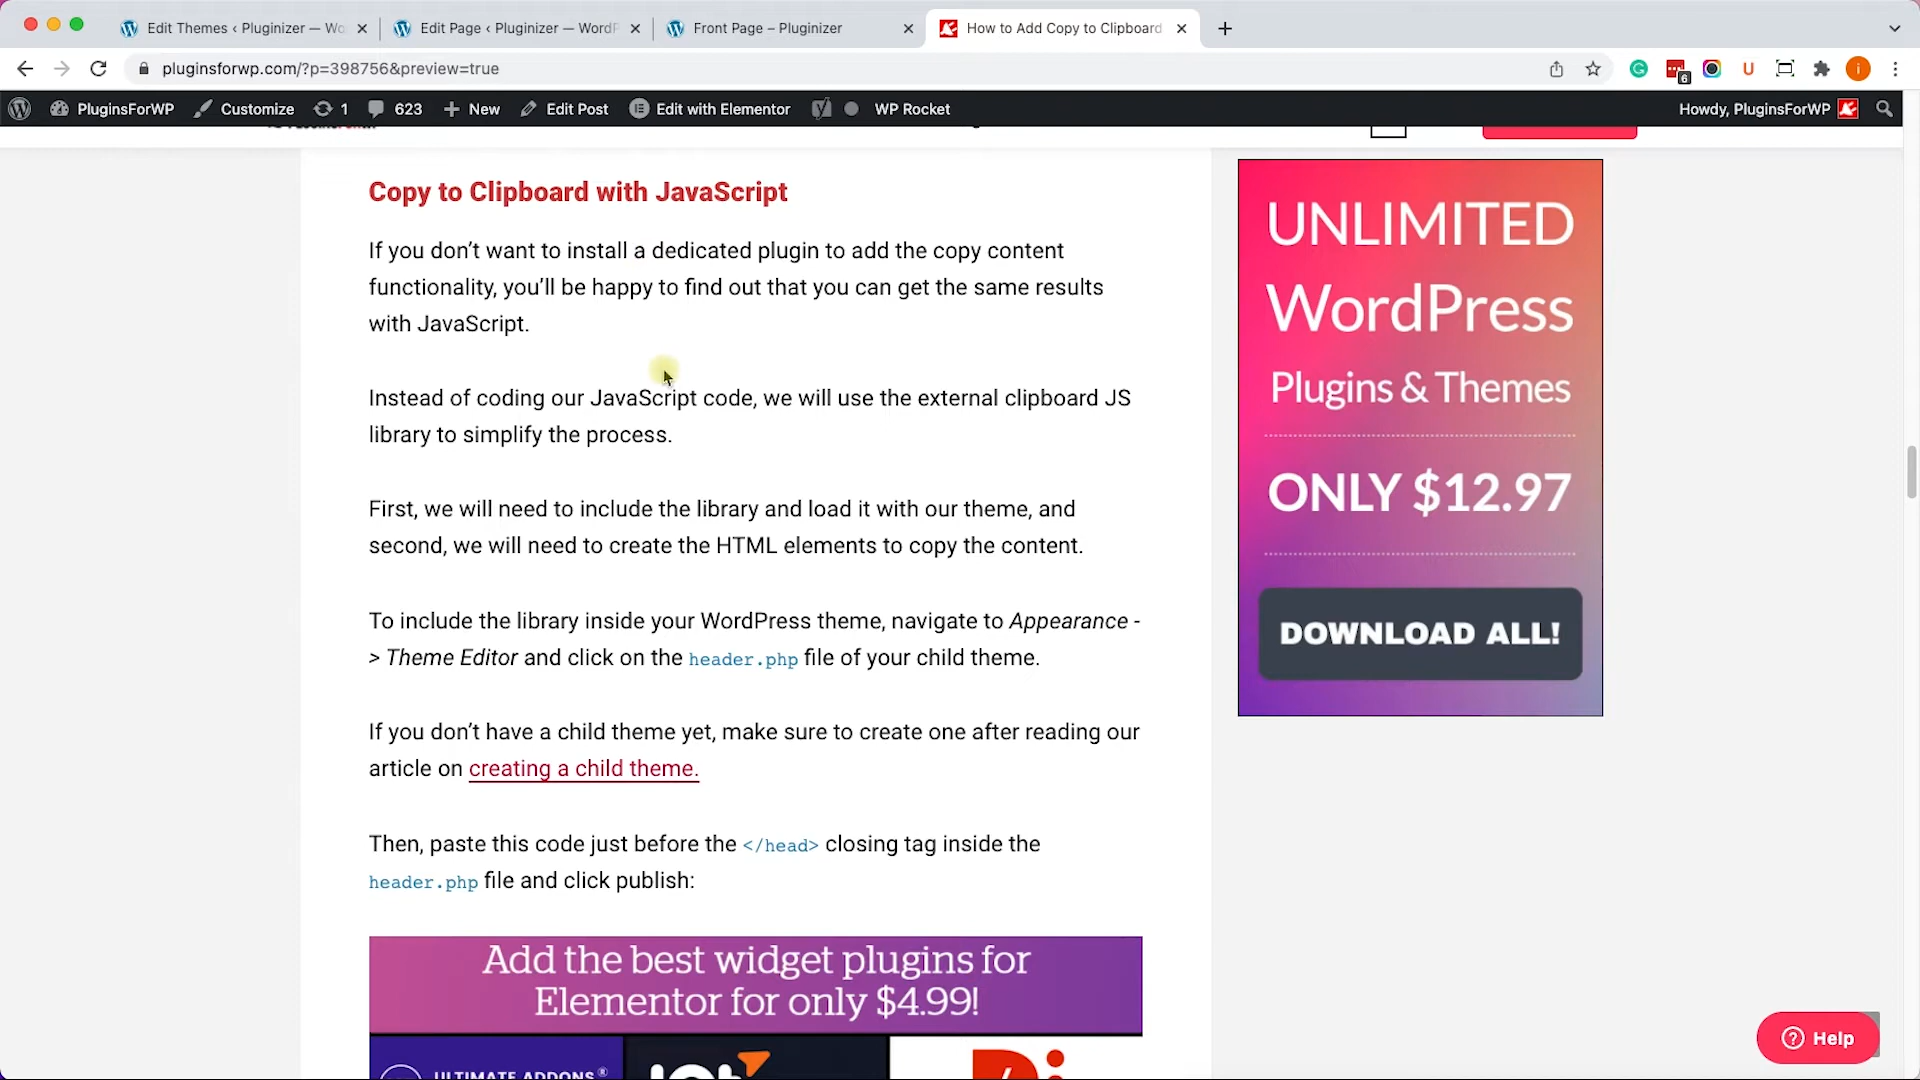 Edit Themes ‹ Pluginizer — Wo
Edit Page ‹ Pluginizer — WordP
Front Page – Pluginizer
How to Add Copy to Clipboard
pluginsforwp.com/?p=398756&preview=true
6
U
i
PluginsForWP
Customize
1
623
New
Edit Post
Edit with Elementor
WP Rocket
Howdy, PluginsForWP
Copy to Clipboard with JavaScript
If you don’t want to install a dedicated plugin to add the copy content
functionality, you’ll be happy to find out that you can get the same results
with JavaScript.
Instead of coding our JavaScript code, we will use the external clipboard JS
library to simplify the process.
First, we will need to include the library and load it with our theme, and
second, we will need to create the HTML elements to copy the content.
To include the library inside your WordPress theme, navigate to Appearance -
> Theme Editor and click on the header.php file of your child theme.
If you don’t have a child theme yet, make sure to create one after reading our
article on creating a child theme.
Then, paste this code just before the </head> closing tag inside the
header.php file and click publish:
Add the best widget plugins for
Elementor for only $4.99!
ULTIMATE ADDONS®
UNLIMITED
WordPress
Plugins & Themes
ONLY $12.97
DOWNLOAD ALL!
Help